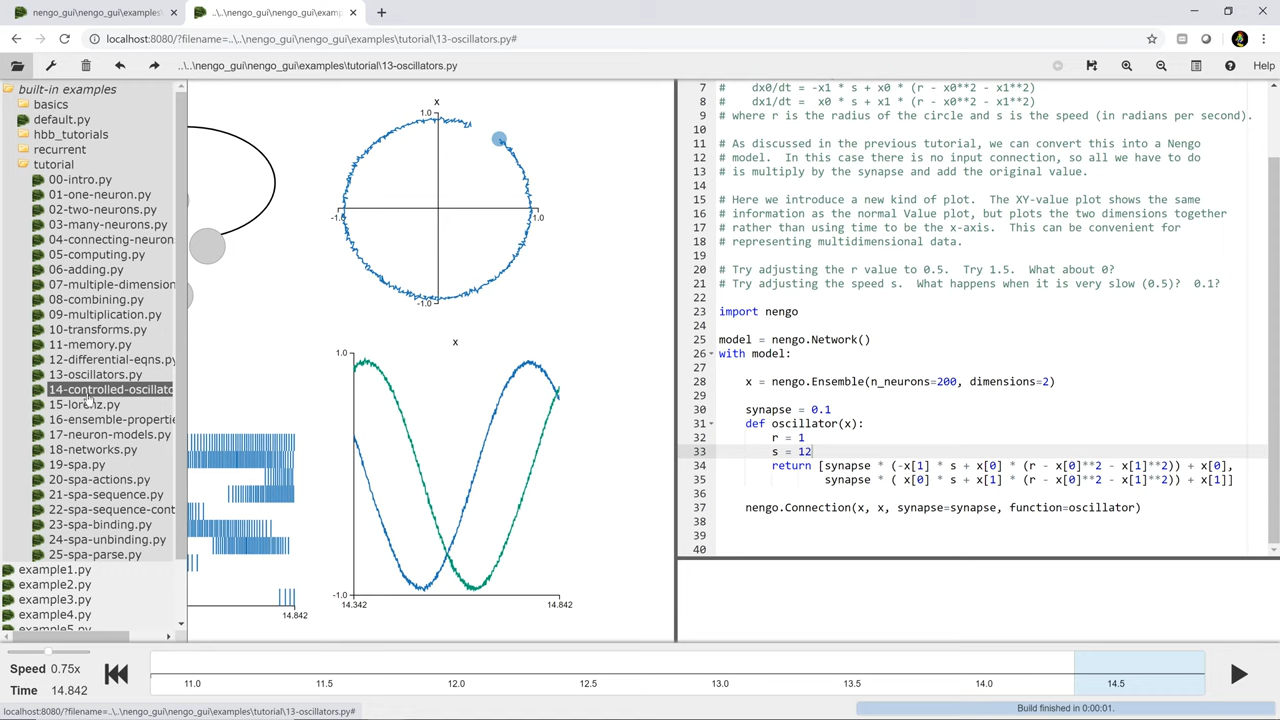 nengo_gui\nengo_gui\examples\
..\..\nengo_gui\nengo_gui\exampl
localhost:8080/?filename=..\..\nengo_gui\nengo_gui\examples\tutorial\13-oscillators.py#
..\..\nengo_gui\nengo_gui\examples\tutorial\13-oscillators.py
Help
built-in examples
basics
default.py
hbb_tutorials
recurrent
tutorial
00-intro.py
01-one-neuron.py
02-two-neurons.py
03-many-neurons.py
04-connecting-neuron
05-computing.py
06-adding.py
07-multiple-dimension
08-combining.py
09-multiplication.py
10-transforms.py
11-memory.py
12-differential-eqns.py
13-oscillators.py
14-controlled-oscillato
15-lorenz.py
16-ensemble-propertie
17-neuron-models.py
18-networks.py
19-spa.py
20-spa-actions.py
21-spa-sequence.py
22-spa-sequence-cont
23-spa-binding.py
24-spa-unbinding.py
25-spa-parse.py
example1.py
example2.py
example3.py
example4.py
example5.py
14.842
x
1.0
-1.0
1.0
-1.0
x
1.0
-1.0
14.342
14.842
7 # dx0/dt = -x1 * s + x0 * (r - x0**2 - x1**2)
8 # dx1/dt = x0 * s + x1 * (r - x0**2 - x1**2)
9 # where r is the radius of the circle and s is the speed (in radians per second).
10
11 # As discussed in the previous tutorial, we can convert this into a Nengo
12 # model. In this case there is no input connection, so all we have to do
13 # is multiply by the synapse and add the original value.
14
15 # Here we introduce a new kind of plot. The XY-value plot shows the same
16 # information as the normal Value plot, but plots the two dimensions together
17 # rather than using time to be the x-axis. This can be convenient for
18 # representing multidimensional data.
19
20 # Try adjusting the r value to 0.5. Try 1.5. What about 0?
21 # Try adjusting the speed s. What happens when it is very slow (0.5)? 0.1?
22
23 import nengo
24
25 model = nengo.Network()
26 with model:
27
28 x = nengo.Ensemble(n_neurons=200, dimensions=2)
29
30 synapse = 0.1
31 def oscillator(x):
32 r = 1
33 s = 12
34 return [synapse * (-x[1] * s + x[0] * (r - x[0]**2 - x[1]**2)) + x[0],
35 synapse * ( x[0] * s + x[1] * (r - x[0]**2 - x[1]**2)) + x[1]]
36
37 nengo.Connection(x, x, synapse=synapse, function=oscillator)
38
39
40
Speed 0.75x
Time 14.842
11.0 11.5 12.0 12.5 13.0 13.5 14.0 14.5
localhost:8080/?filename=..\..\nengo_gui\nengo_gui\examples\tutorial\13-oscillators.py#
Build finished in 0:00:01.